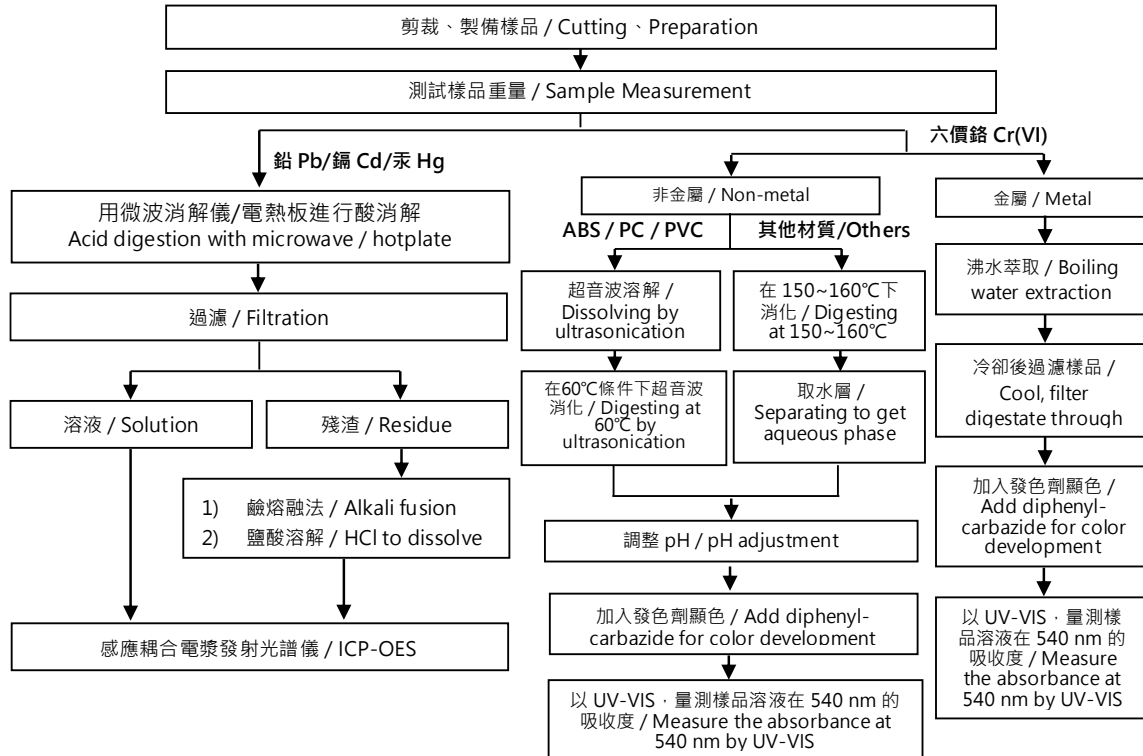 剪裁、製備樣品 / Cutting、Preparation
測試樣品重量 / Sample Measurement
鉛 Pb/鎘 Cd/汞 Hg
用微波消解儀/電熱板進行酸消解
Acid digestion with microwave / hotplate
過濾 / Filtration
溶液 / Solution
殘渣 / Residue
1) 鹼熔融法 / Alkali fusion
2) 鹽酸溶解 / HCl to dissolve
感應耦合電漿發射光譜儀 / ICP-OES
六價鉻 Cr(VI)
非金屬 / Non-metal
ABS / PC / PVC
超音波溶解 /
Dissolving by
ultrasonication
在60℃條件下超音波
消化 / Digesting at
60℃ by
ultrasonication
其他材質/Others
在 150~160℃下
消化 / Digesting
at 150~160℃
取水層 /
Separating to get
aqueous phase
調整 pH / pH adjustment
加入發色劑顯色 / Add diphenyl-
carbazide for color development
以 UV-VIS，量測樣品溶液在 540 nm 的
吸收度 / Measure the absorbance at
540 nm by UV-VIS
金屬 / Metal
沸水萃取 / Boiling
water extraction
冷卻後過濾樣品 /
Cool, filter
digestate through
加入發色劑顯色 /
Add diphenyl-
carbazide for color
development
以 UV-VIS，量測樣
品溶液在 540 nm 的
吸收度 / Measure
the absorbance at
540 nm by UV-VIS